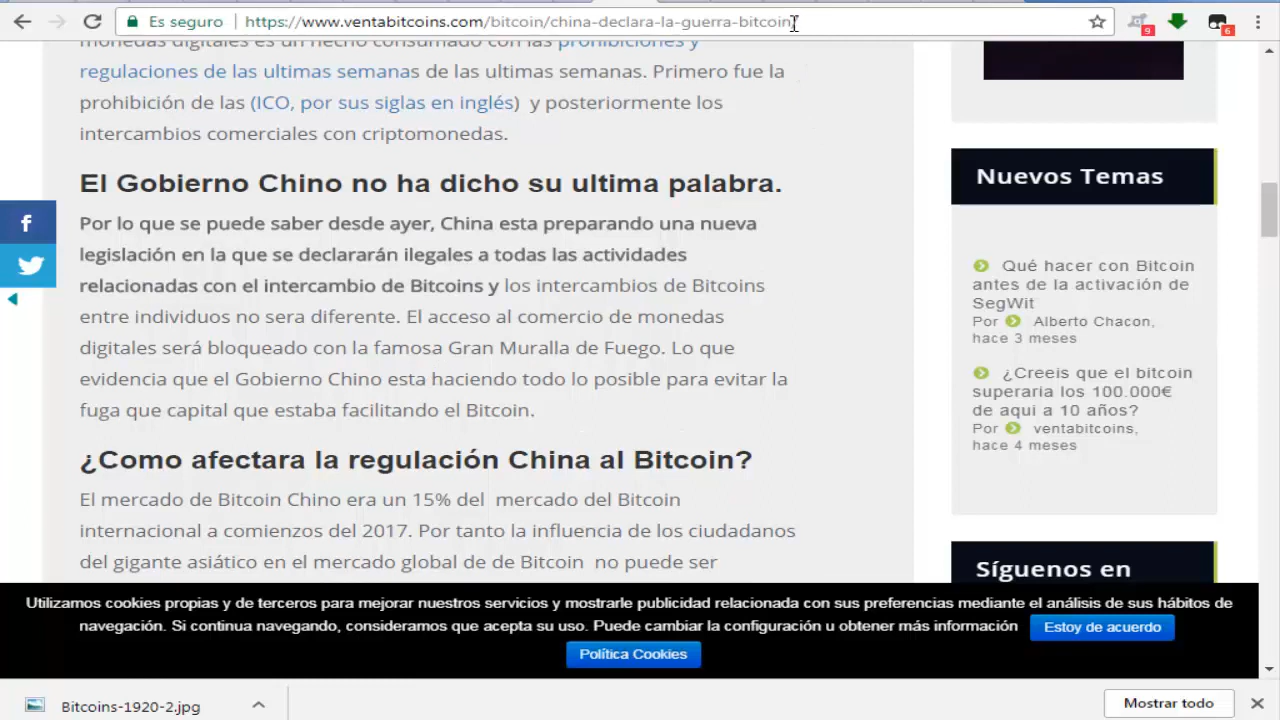 Es seguro
https://www.ventabitcoins.com/bitcoin/china-declara-la-guerra-bitcoin/
9
6
monedas digitales es un hecho consumado con las prohibiciones y
regulaciones de las ultimas semanas de las ultimas semanas. Primero fue la
prohibición de las (ICO, por sus siglas en inglés) y posteriormente los
intercambios comerciales con criptomonedas.
El Gobierno Chino no ha dicho su ultima palabra.
Por lo que se puede saber desde ayer, China esta preparando una nueva
legislación en la que se declararán ilegales a todas las actividades
relacionadas con el intercambio de Bitcoins y los intercambios de Bitcoins
entre individuos no sera diferente. El acceso al comercio de monedas
digitales será bloqueado con la famosa Gran Muralla de Fuego. Lo que
evidencia que el Gobierno Chino esta haciendo todo lo posible para evitar la
fuga que capital que estaba facilitando el Bitcoin.
¿Como afectara la regulación China al Bitcoin?
El mercado de Bitcoin Chino era un 15% del mercado del Bitcoin
internacional a comienzos del 2017. Por tanto la influencia de los ciudadanos
del gigante asiático en el mercado global de de Bitcoin no puede ser
Nuevos Temas
Qué hacer con Bitcoin
antes de la activación de
SegWit
Por Alberto Chacon,
hace 3 meses
¿Creeis que el bitcoin
superaria los 100.000€
de aqui a 10 años?
Por ventabitcoins,
hace 4 meses
Síguenos en
Utilizamos cookies propias y de terceros para mejorar nuestros servicios y mostrarle publicidad relacionada con sus preferencias mediante el análisis de sus hábitos de
navegación. Si continua navegando, consideramos que acepta su uso. Puede cambiar la configuración u obtener más información Estoy de acuerdo
Política Cookies
Bitcoins-1920-2.jpg
Mostrar todo